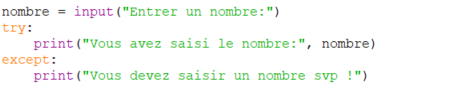 nombre = input("Entrer un nombre:")
try:
    print("Vous avez saisi le nombre:", nombre)
except:
    print("Vous devez saisir un nombre svp !")